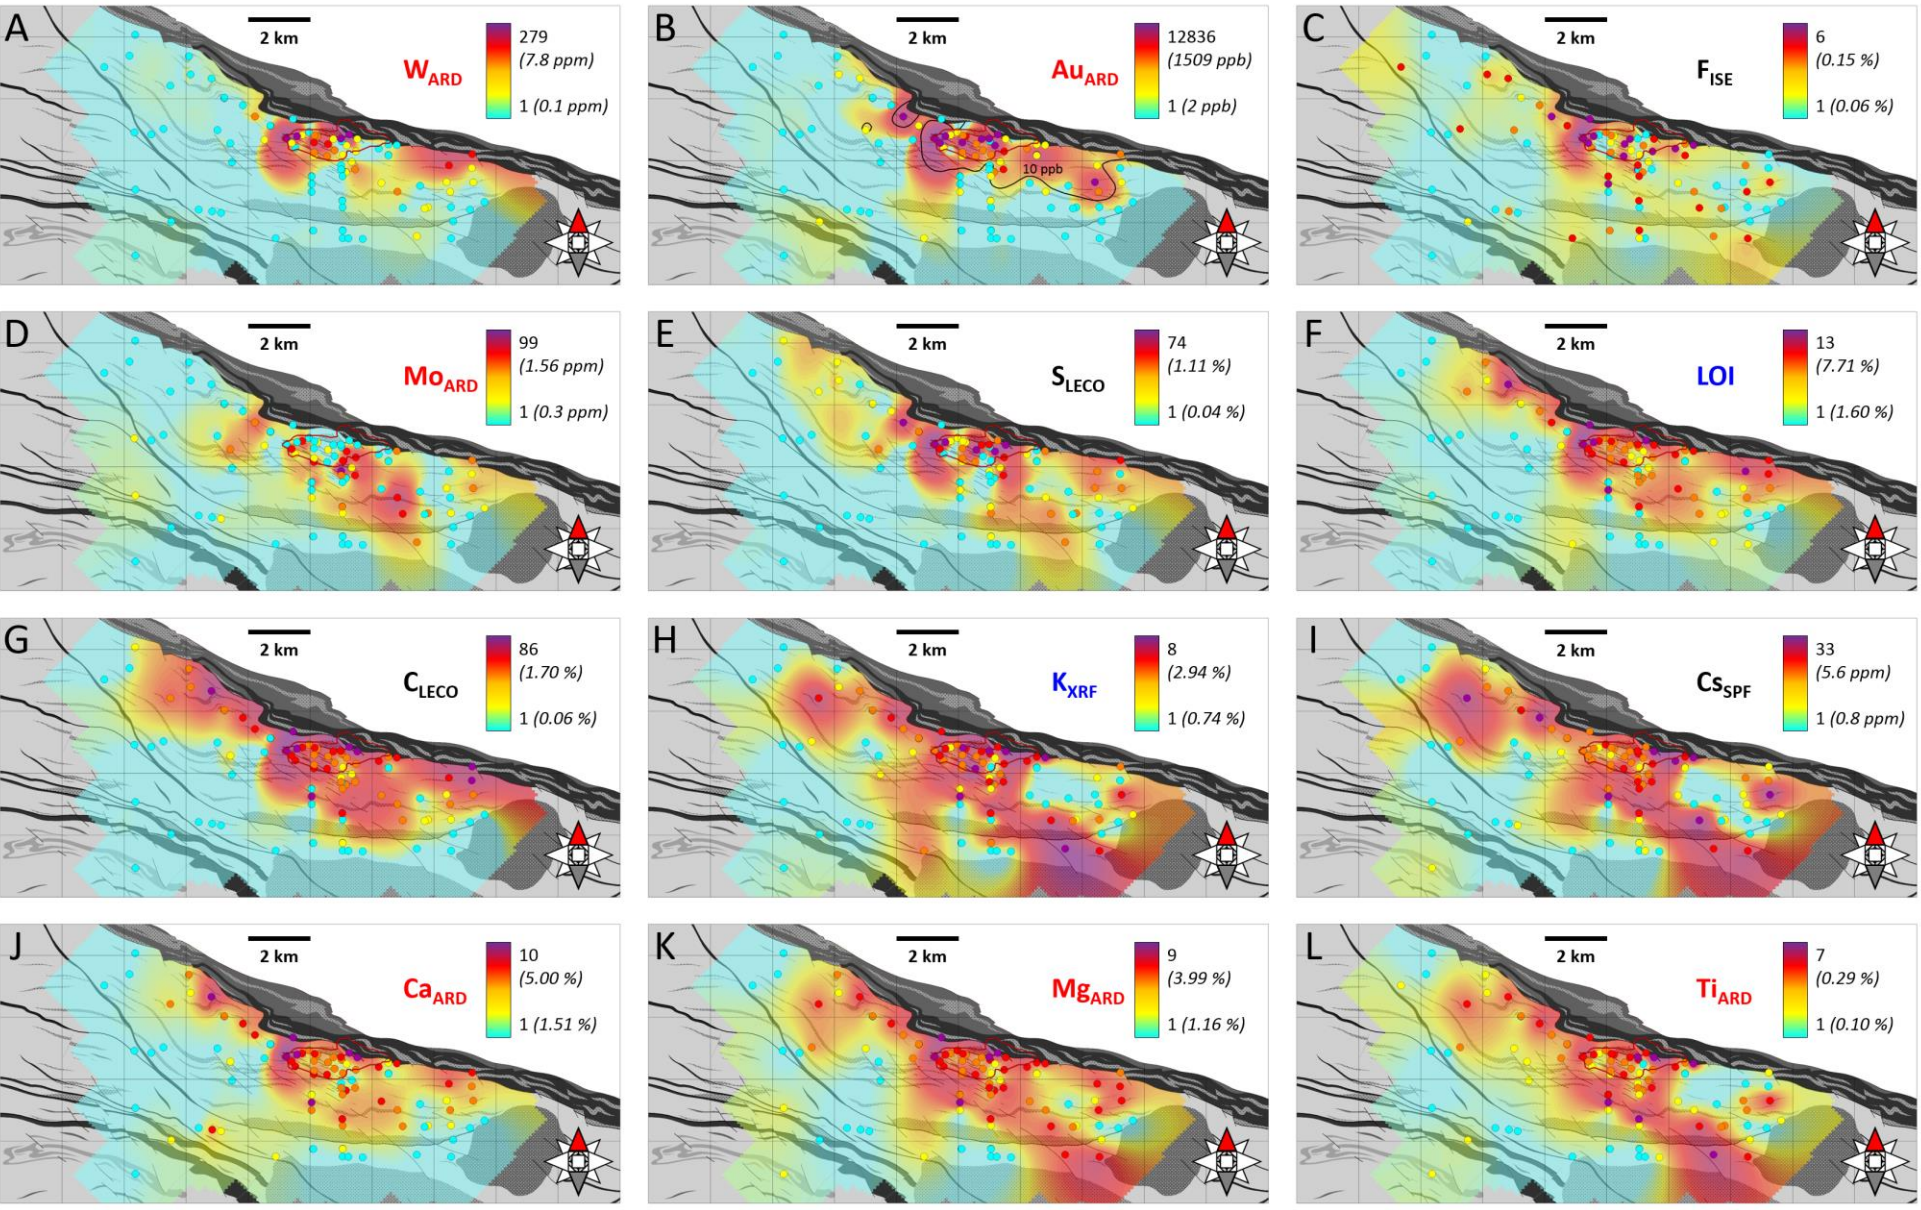 A
2 km
W ARD
279
(7.8 ppm)
1 (0.1 ppm)
B
2 km
Au ARD
12836
(1509 ppb)
1 (2 ppb)
10 ppb
C
2 km
F ISE
6
(0.15 %)
1 (0.06 %)
D
2 km
Mo ARD
99
(1.56 ppm)
1 (0.3 ppm)
E
2 km
S LECO
74
(1.11 %)
1 (0.04 %)
F
2 km
LOI
13
(7.71 %)
1 (1.60 %)
G
2 km
C LECO
86
(1.70 %)
1 (0.06 %)
H
2 km
K XRF
8
(2.94 %)
1 (0.74 %)
I
2 km
Cs SPF
33
(5.6 ppm)
1 (0.8 ppm)
J
2 km
Ca ARD
10
(5.00 %)
1 (1.51 %)
K
2 km
Mg ARD
9
(3.99 %)
1 (1.16 %)
L
2 km
Ti ARD
7
(0.29 %)
1 (0.10 %)